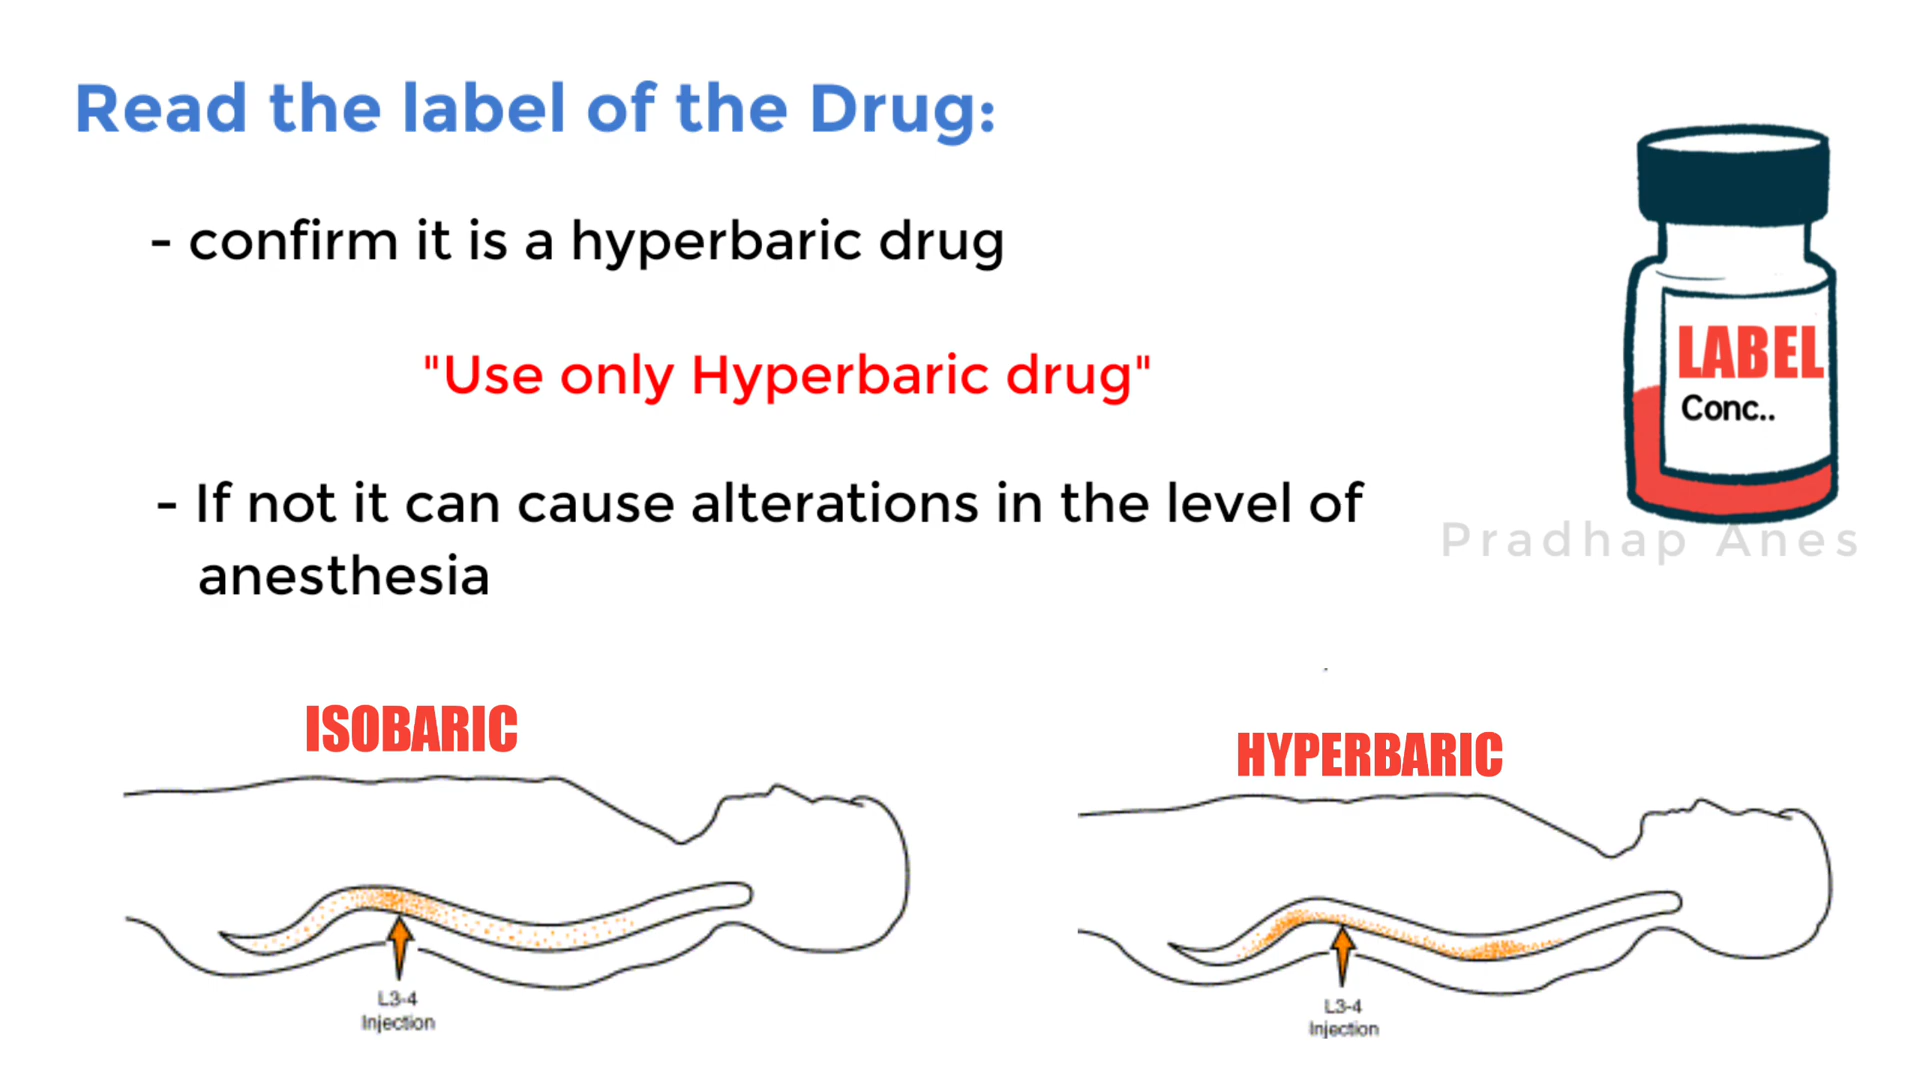 Read the label of the Drug:
- confirm it is a hyperbaric drug
"Use only Hyperbaric drug"
- If not it can cause alterations in the level of
anesthesia
LABEL
Conc..
Pradhap Anes
ISOBARIC
L3-4
Injection
HYPERBARIC
L3-4
Injection